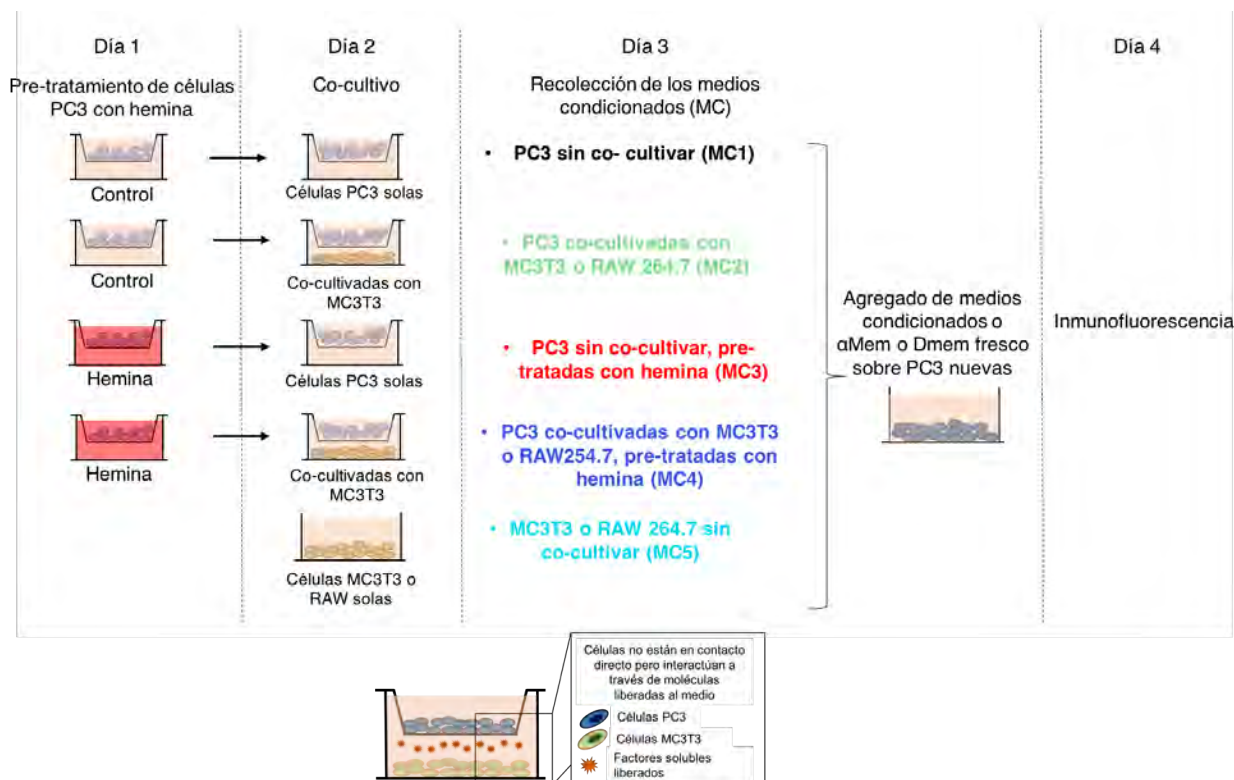 Día 1
Pre-tratamiento de células
PC3 con hemina
Control
Control
Hemina
Hemina
Día 2
Co-cultivo
Células PC3 solas
Co-cultivadas con
MC3T3
Células PC3 solas
Co-cultivadas con
MC3T3
Células MC3T3 o
RAW solas
Día 3
Recolección de los medios
condicionados (MC)
• PC3 sin co- cultivar (MC1)
• PC3 co-cultivadas con
MC3T3 o RAW 264.7 (MC2)
• PC3 sin co-cultivar, pre-
tratadas con hemina (MC3)
• PC3 co-cultivadas con MC3T3
o RAW254.7, pre-tratadas con
hemina (MC4)
• MC3T3 o RAW 264.7 sin
co-cultivar (MC5)
Agregado de medios
condicionados o
αMem o Dmem fresco
sobre PC3 nuevas
Día 4
Inmunofluorescencia
Células no están en contacto
directo pero interactúan a
través de moléculas
liberadas al medio
Células PC3
Células MC3T3
Factores solubles
liberados